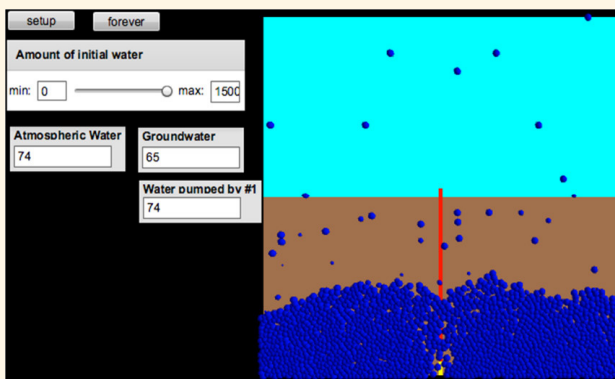 setup forever
Amount of initial water
min: 0 max: 1500
Atmospheric Water Groundwater
74 65
Water pumped by #1
74